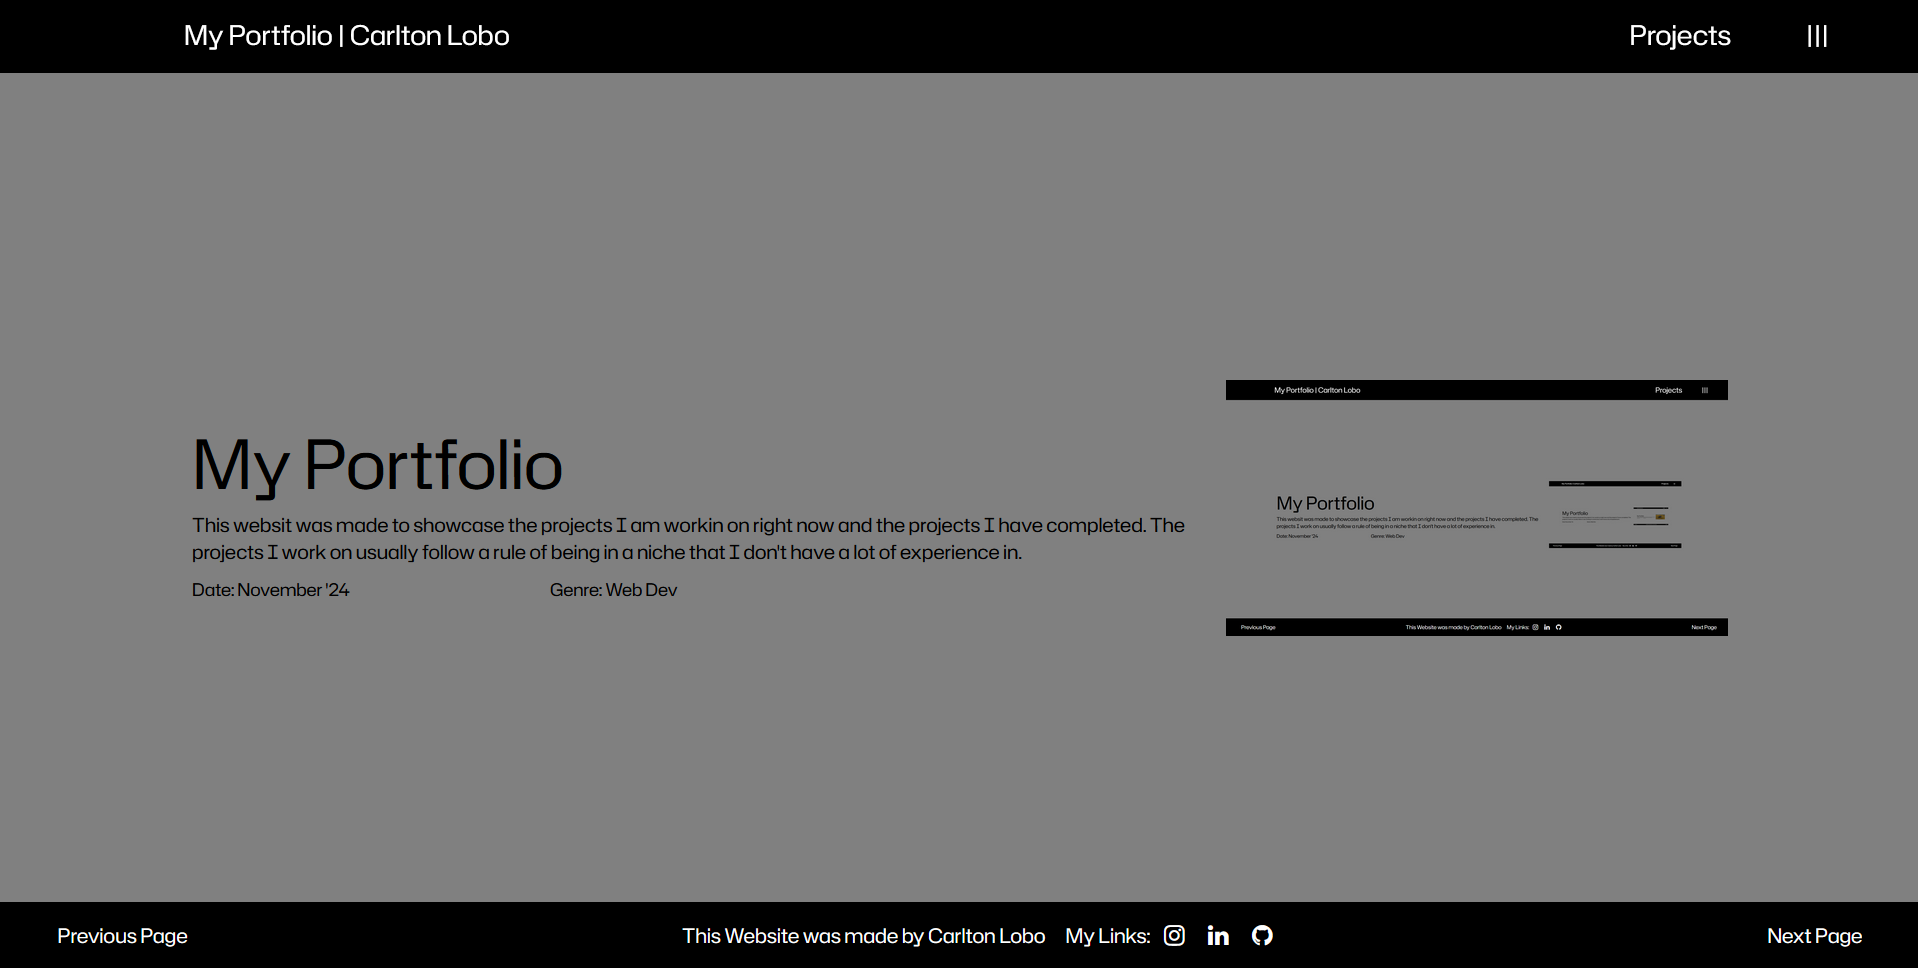 My Portfolio | Carlton Lobo
Projects
My Portfolio
This websit was made to showcase the projects I am workin on right now and the projects I have completed. The
projects I work on usually follow a rule of being in a niche that I don't have a lot of experience in.
Date: November '24
Genre: Web Dev
My Portfolio | Carlton Lobo
Projects
My Portfolio
This websit was made to showcase the projects I am workin on right now and the projects I have completed. The
projects I work on usually follow a rule of being in a niche that I don't have a lot of experience in.
Date: November '24
Genre: Web Dev
My Portfolio
Previous Page
This Website was made by Carlton Lobo
My Links:
Next Page
Previous Page
This Website was made by Carlton Lobo
My Links:
Next Page